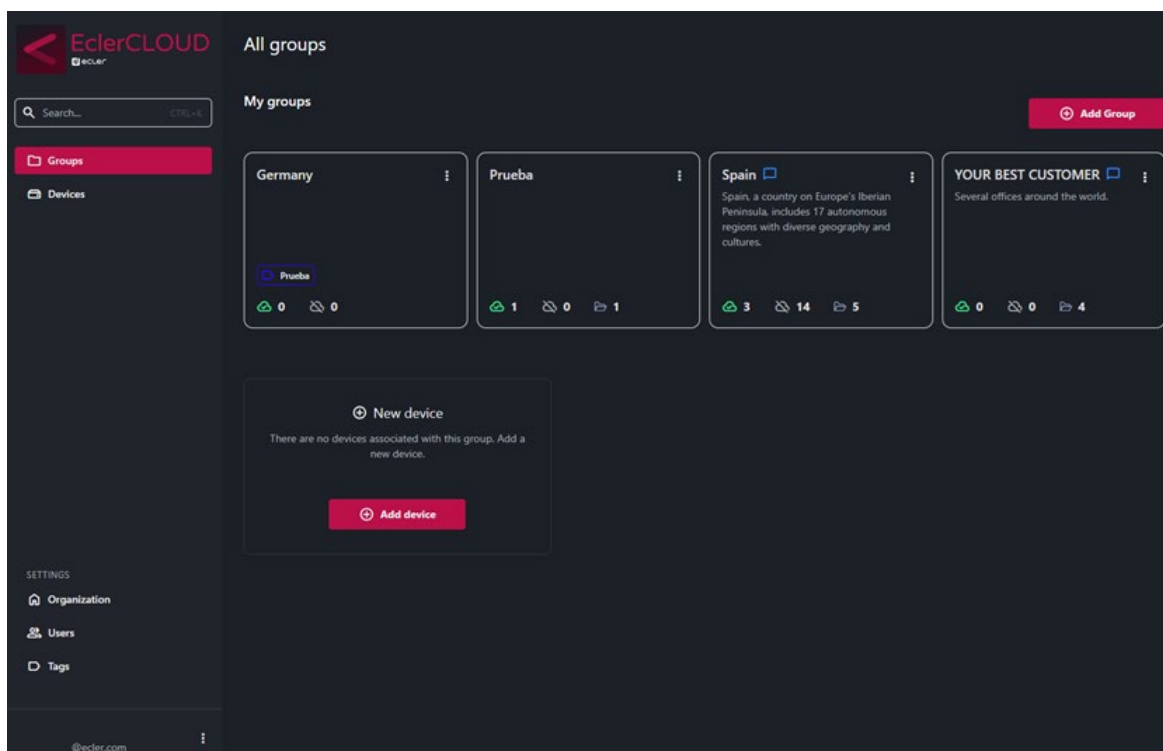 EclerCLOUD
ecler
Search...
CTRL+K
Groups
Devices
SETTINGS
Organization
Users
Tags
@ecler.com
All groups
My groups
Add Group
Germany
Prueba
0 0
Prueba
1 0 1
Spain
Spain, a country on Europe's Iberian
Peninsula, includes 17 autonomous
regions with diverse geography and
cultures.
3 14 5
YOUR BEST CUSTOMER
Several offices around the world.
0 0 4
New device
There are no devices associated with this group. Add a
new device.
Add device